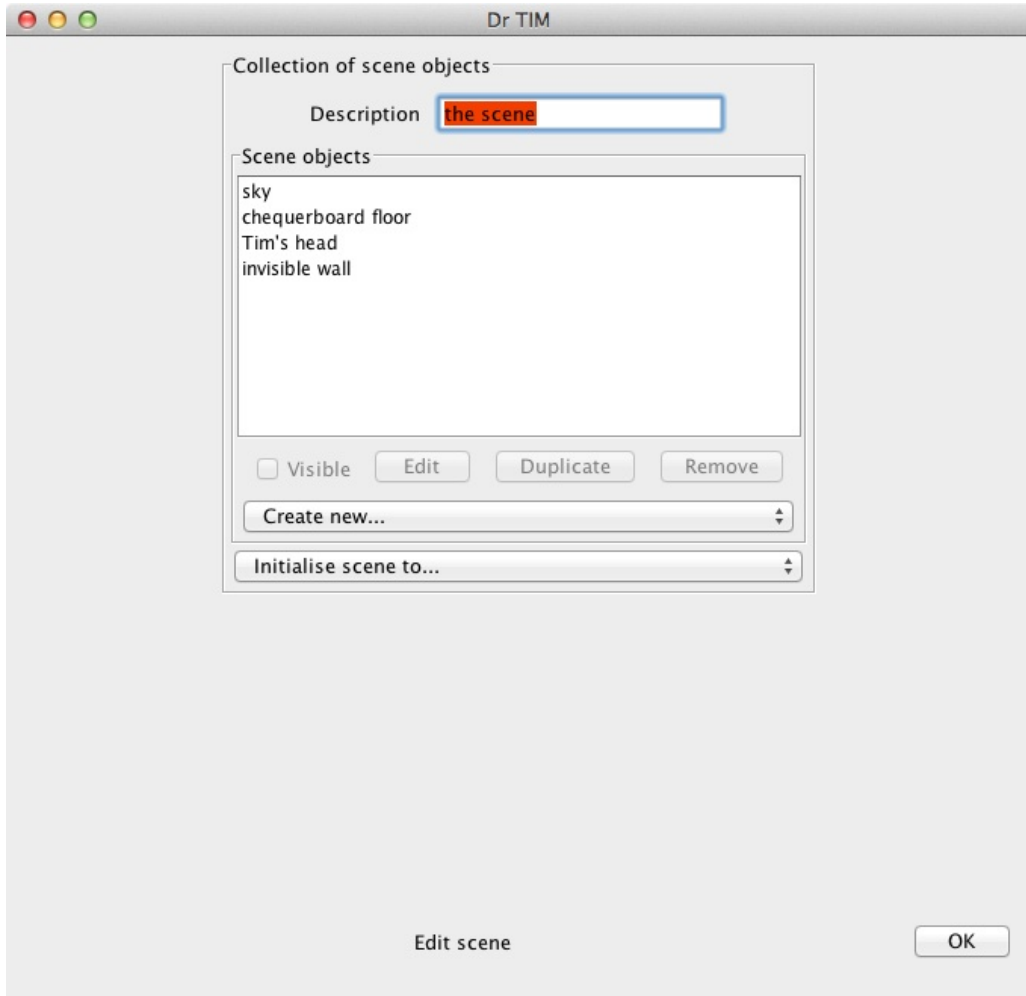 Dr TIM
Collection of scene objects
Description the scene
Scene objects
sky
chequerboard floor
Tim's head
invisible wall
Visible Edit Duplicate Remove
Create new...
Initialise scene to...
Edit scene OK